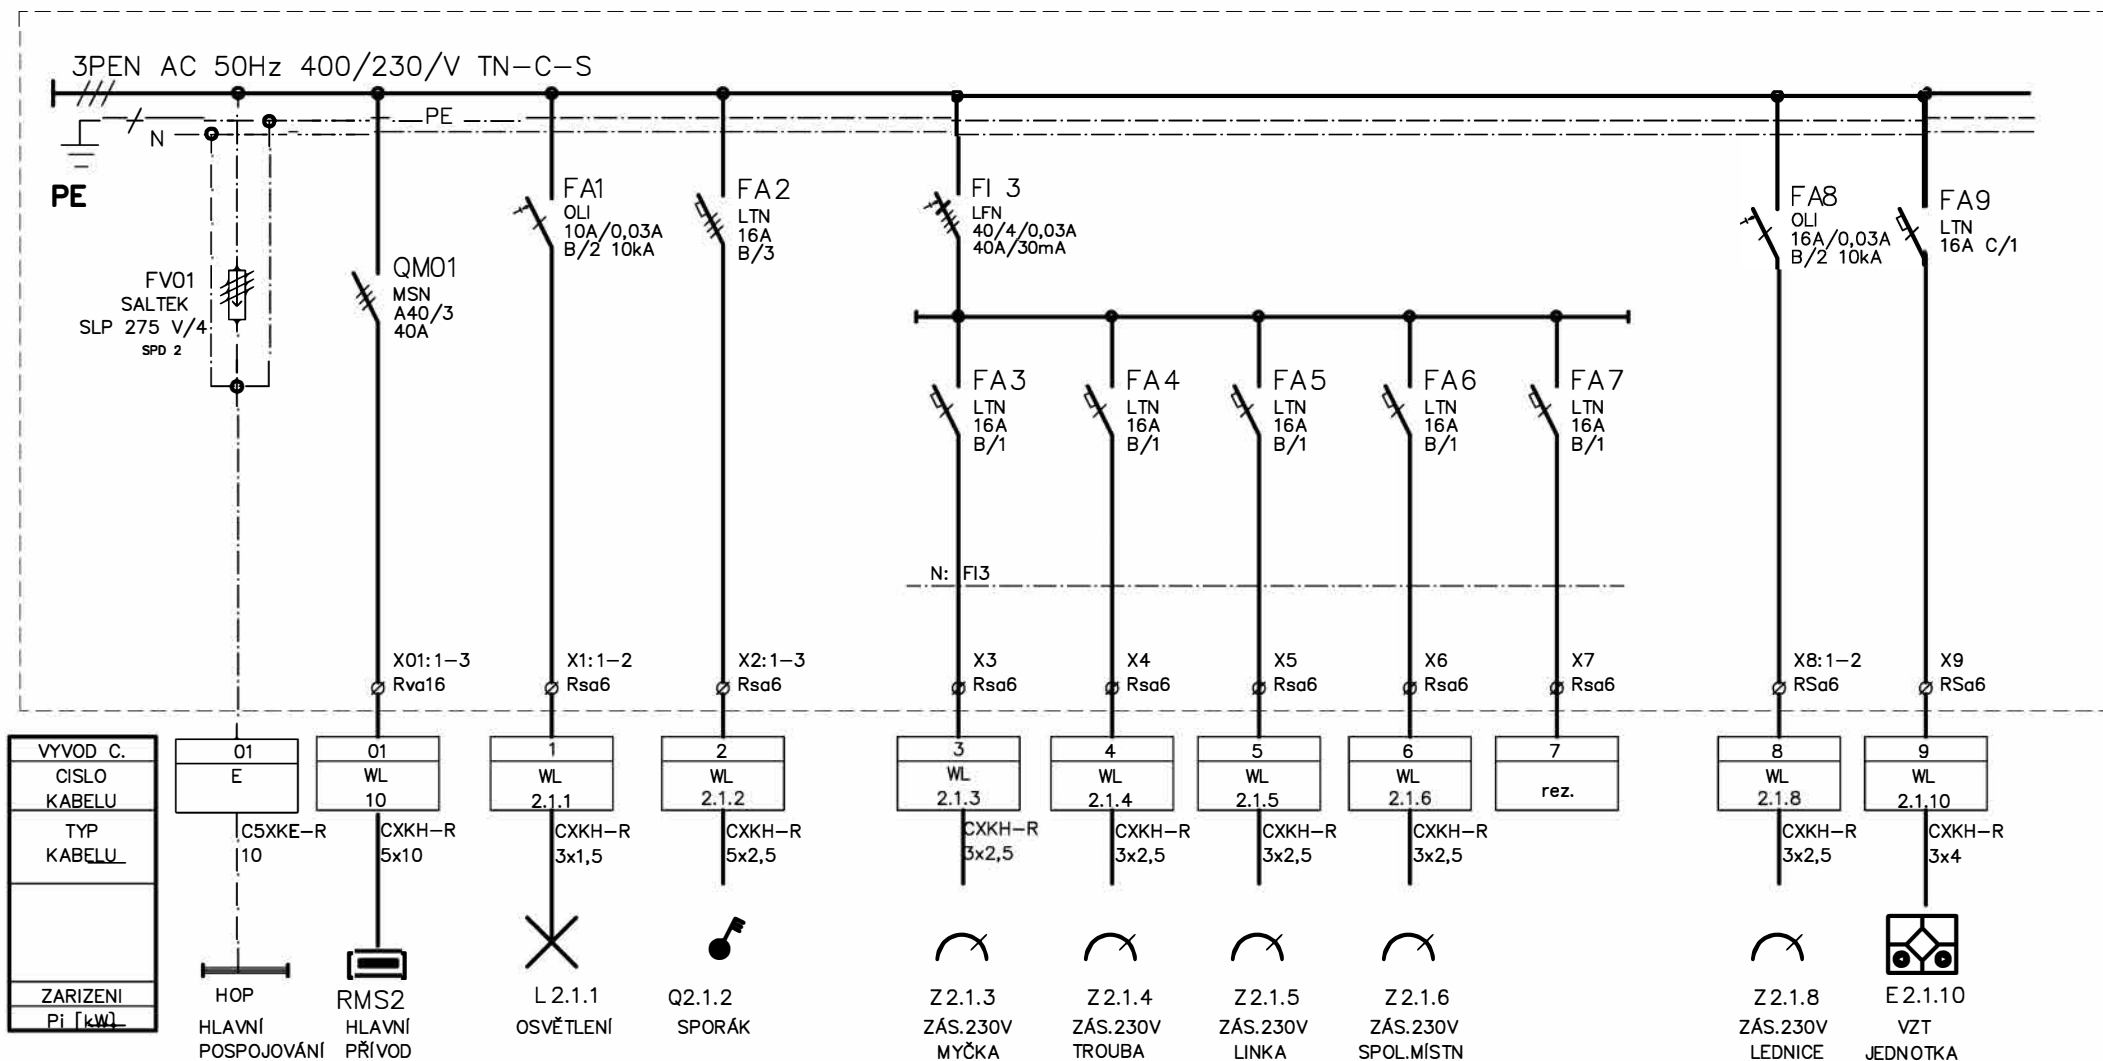 3PEN AC 50Hz 400/230/V TN-C-S
PE
N
PE
FV01
SALTEK
SLP 275 V/4
SPD 2
QM01
MSN
A40/3
40A
FA1
OLI
10A/0,03A
B/2 10kA
FA2
LTN
16A
B/3
FI 3
LFN
40/4/0,03A
40A/30mA
FA8
OLI
16A/0,03A
B/2 10kA
FA9
LTN
16A C/1
FA3
LTN
16A
B/1
FA4
LTN
16A
B/1
FA5
LTN
16A
B/1
FA6
LTN
16A
B/1
FA7
LTN
16A
B/1
N: FI3
X01:1-3
Rva16
X1:1-2
Rsa6
X2:1-3
Rsa6
X3
Rsa6
X4
Rsa6
X5
Rsa6
X6
Rsa6
X7
Rsa6
X8:1-2
RSa6
X9
RSa6
VYVOD C.
CISLO
KABELU
TYP
KABELU
ZARIZENI
Pi [kW]
01
E
C5XKE-R
10
HOP
HLAVNÍ
POSPOJOVÁNÍ
01
WL
10
CXKH-R
5x10
RMS2
HLAVNÍ
PŘÍVOD
1
WL
2.1.1
CXKH-R
3x1,5
L2.1.1
OSVĚTLENÍ
2
WL
2.1.2
CXKH-R
5x2,5
Q2.1.2
SPORÁK
3
WL
2.1.3
CXKH-R
3x2,5
Z2.1.3
ZÁS.230V
MYČKA
4
WL
2.1.4
CXKH-R
3x2,5
Z2.1.4
ZÁS.230V
TROUBA
5
WL
2.1.5
CXKH-R
3x2,5
Z2.1.5
ZÁS.230V
LINKA
6
WL
2.1.6
CXKH-R
3x2,5
Z2.1.6
ZÁS.230V
SPOL.MÍSTN
7
rez.
8
WL
2.1.8
CXKH-R
3x2,5
Z2.1.8
ZÁS.230V
LEDNICE
9
WL
2.1.10
CXKH-R
3x4
E2.1.10
VZT
JEDNOTKA